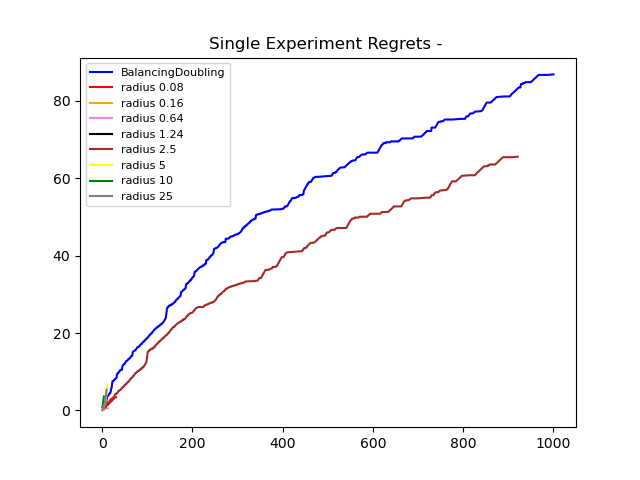 Single Experiment Regrets -
BalancingDoubling
radius 0.08
radius 0.16
radius 0.64
radius 1.24
radius 2.5
radius 5
radius 10
radius 25
80
60
40
20
0
0 200 400 600 800 1000